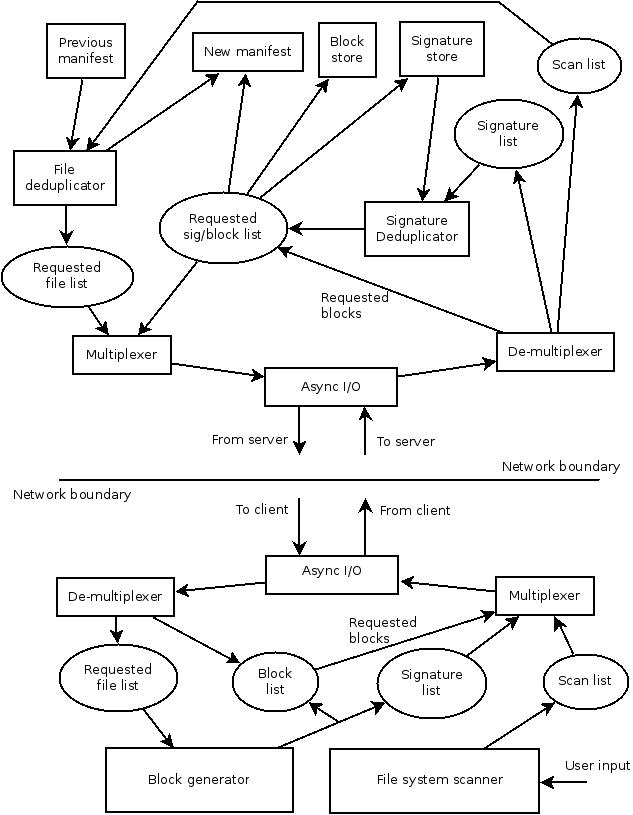 Previous
manifest
New manifest
Block
store
Signature
store
Scan list
Signature
list
File
deduplicator
Requested
sig/block list
Signature
Deduplicator
Requested
file list
Requested
blocks
Multiplexer
De-multiplexer
Async I/O
From server
To server
Network boundary
Network boundary
To client
From client
Async I/O
De-multiplexer
Multiplexer
Requested
blocks
Requested
file list
Block
list
Signature
list
Scan list
Block generator
File system scanner
User input